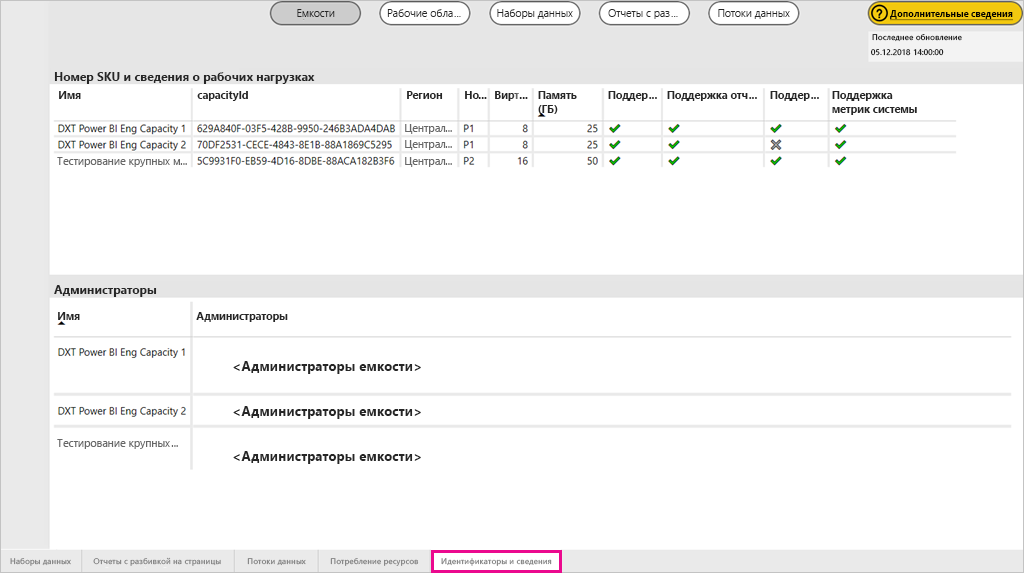 Емкости Рабочие обла... Наборы данных Отчеты с раз... Потоки данных ? Дополнительные сведения
Последнее обновление
05.12.2018 14:00:00
Номер SKU и сведения о рабочих нагрузках
Имя capacityId Регион Но... Вирт... Память Поддер... Поддержка отч... Поддер... Поддержка
(ГБ) метрик системы
DXT Power BI Eng Capacity 1 629A840F-03F5-428B-9950-246B3ADA4DAB Централ... P1 8 25
DXT Power BI Eng Capacity 2 70DF2531-CECE-4843-8E1B-88A1869C5295 Централ... P1 8 25
Тестирование крупных м... 5C9931F0-EB59-4D16-8DBE-88ACA182B3F6 Централ... P2 16 50
Администраторы
Имя Администраторы
DXT Power BI Eng Capacity 1
<Администраторы емкости>
DXT Power BI Eng Capacity 2 <Администраторы емкости>
Тестирование крупных...
<Администраторы емкости>
Наборы данных Отчеты с разбивкой на страницы Потоки данных Потребление ресурсов Идентификаторы и сведения